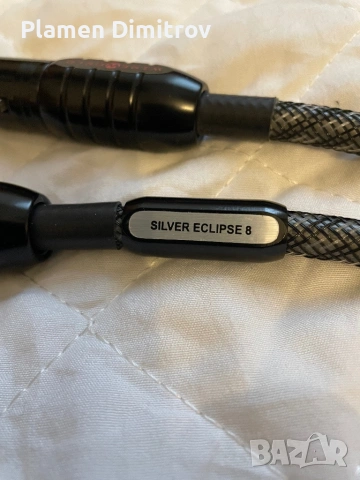 Plamen Dimitrov
SILVER ECLIPSE 8
BAZAR